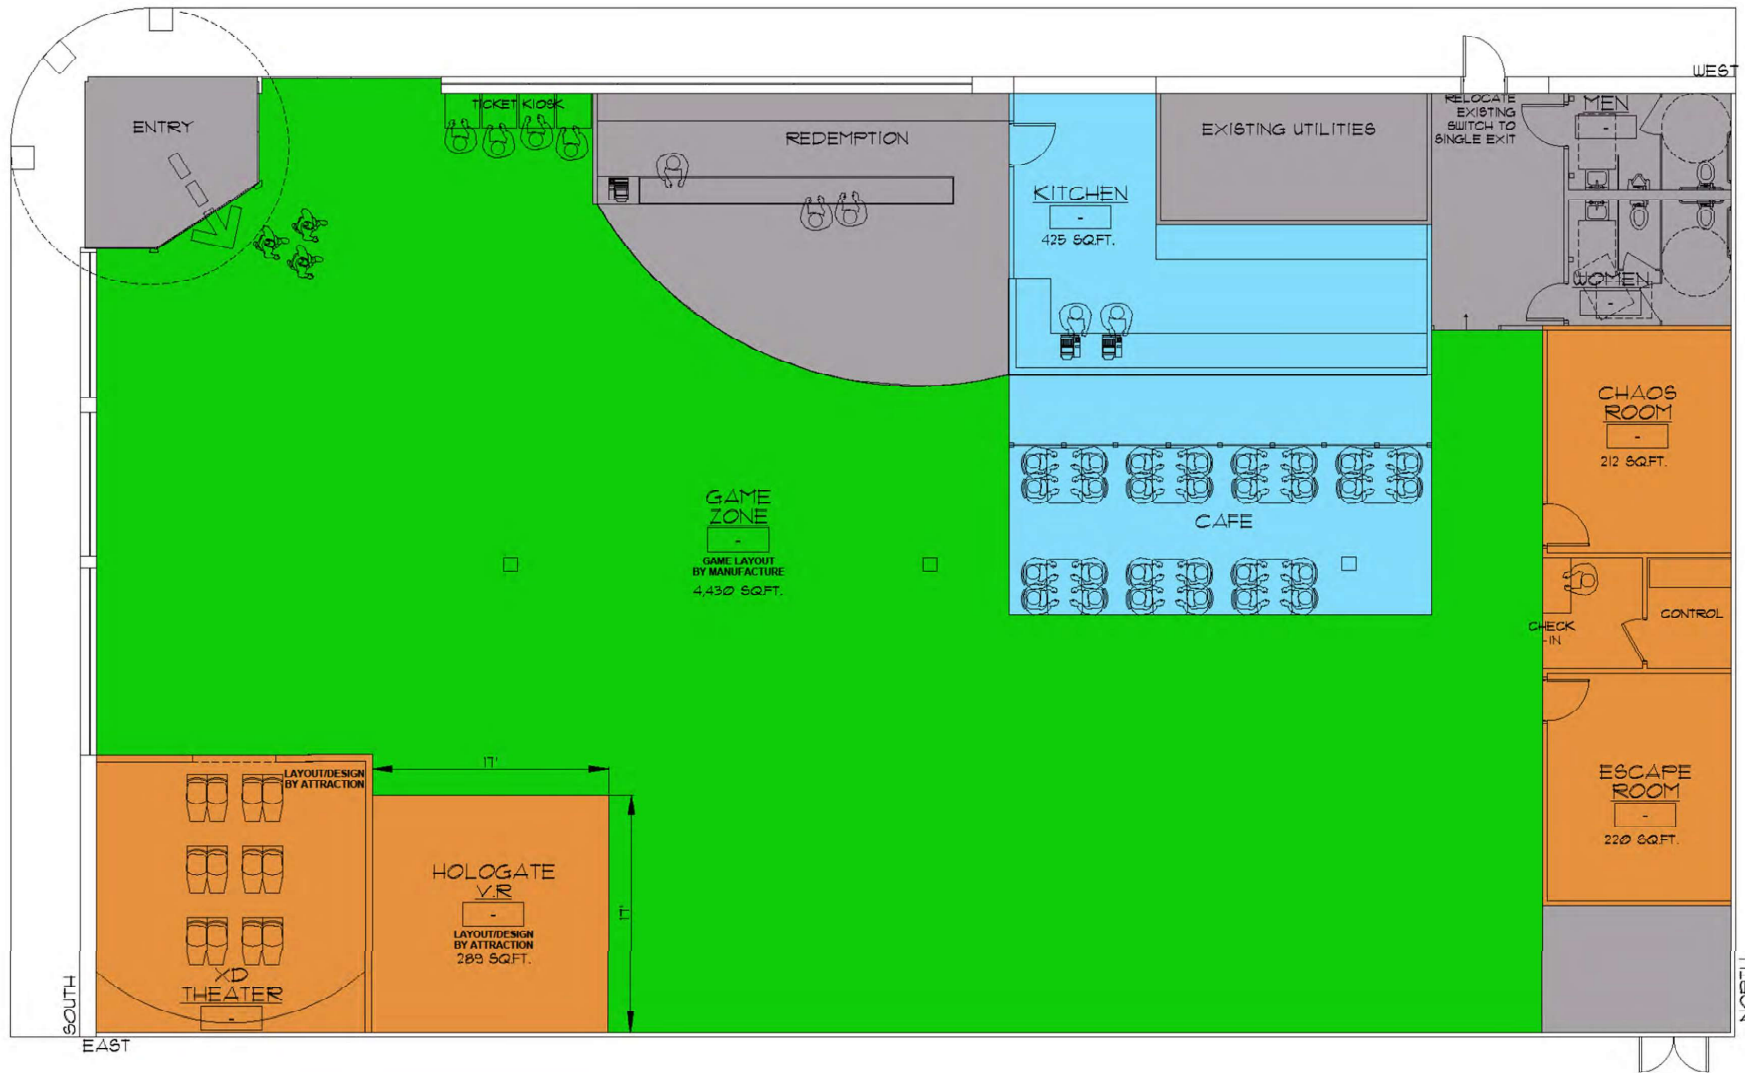 WEST
ENTRY
TICKET KIOSK
REDEMPTION
EXISTING UTILITIES
RELOCATE
EXISTING
SWITCH TO
SINGLE EXIT
MEN
KITCHEN
-
425 SQ.FT.
WOMEN
-
CHAOS
ROOM
-
212 SQ.FT.
GAME
ZONE
-
GAME LAYOUT
BY MANUFACTURE
4,430 SQ.FT.
CAFE
CHECK
-IN
CONTROL
17'
LAYOUT/DESIGN
BY ATTRACTION
ESCAPE
ROOM
-
220 SQ.FT.
HOLOGATE
V.R
-
LAYOUT/DESIGN
BY ATTRACTION
289 SQ.FT.
17'
XD
THEATER
-
SOUTH
EAST
NORTH